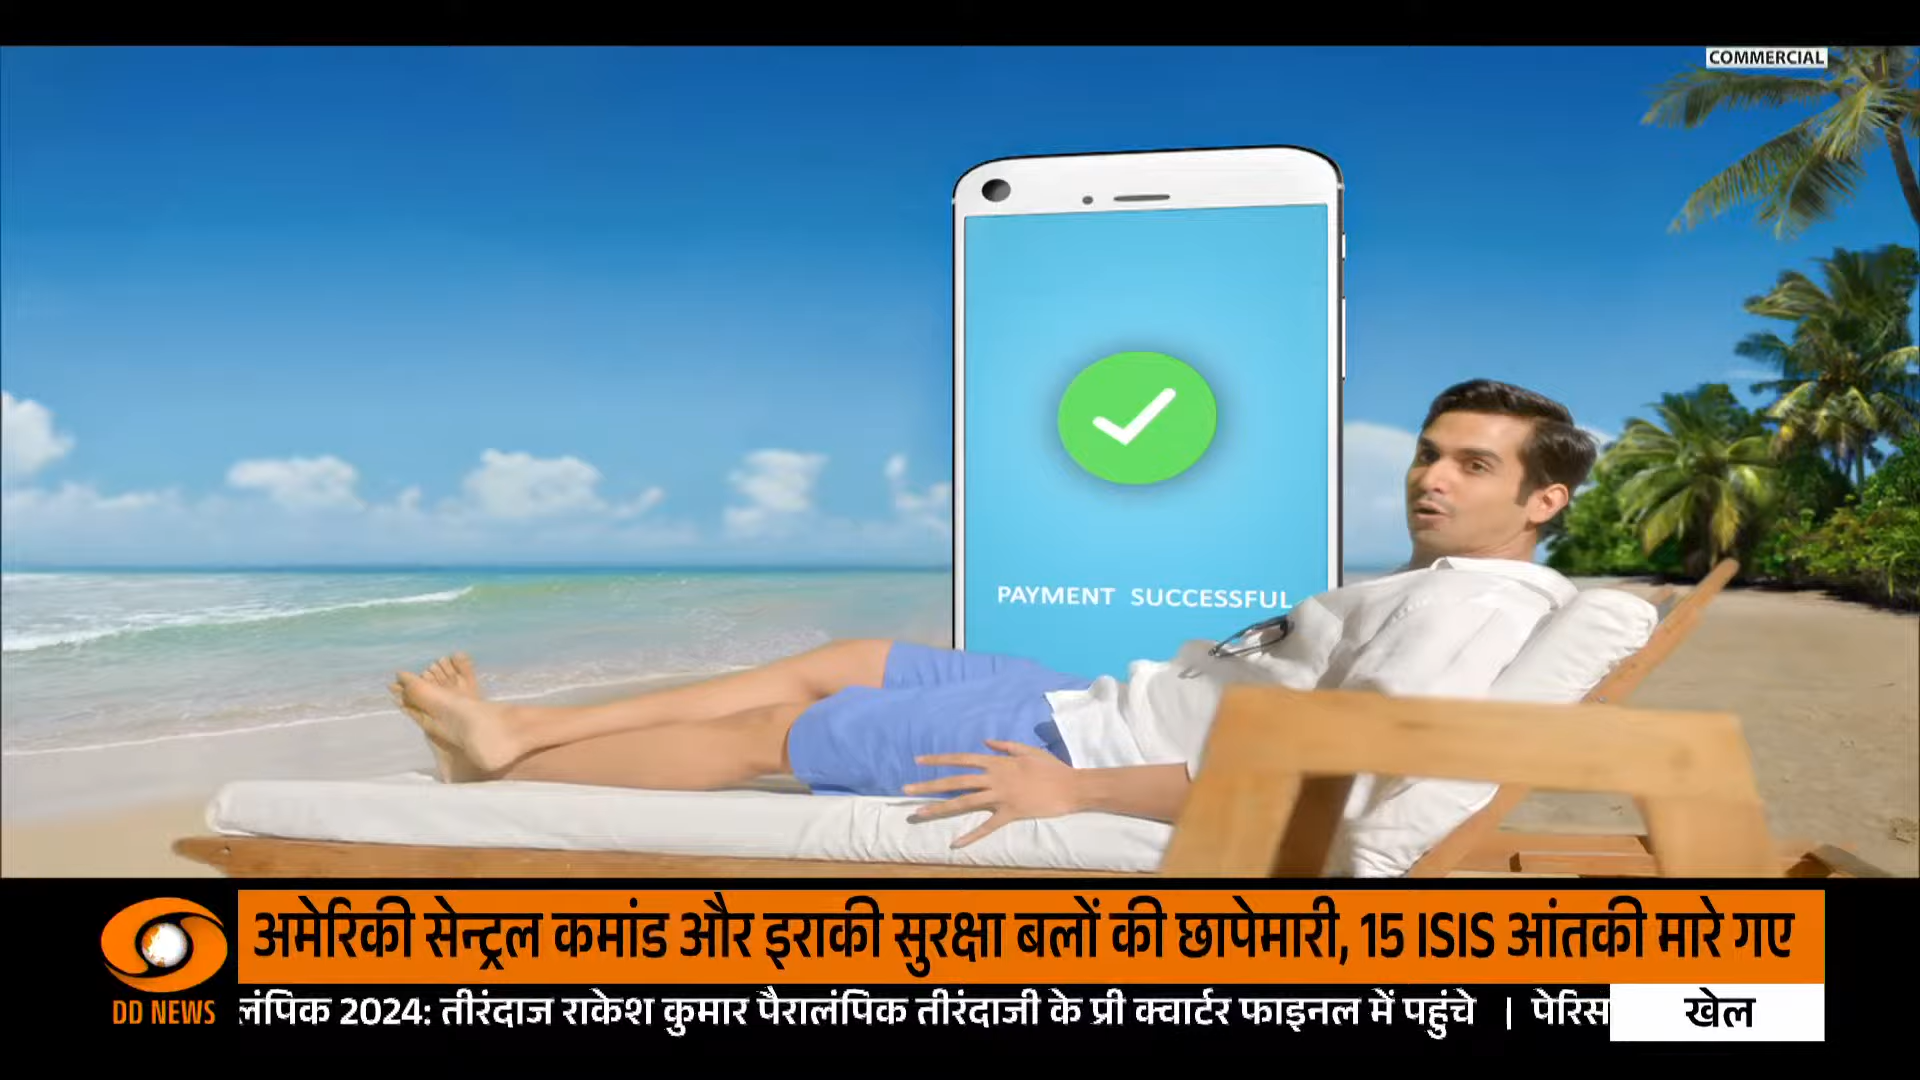 COMMERCIAL
PAYMENT SUCCESSFUL
अमेरिकी सेन्ट्रल कमांड और इराकी सुरक्षा बलों की छापेमारी, 15 ISIS आंतकी मारे गए
DD NEWS
लंपिक 2024: तीरंदाज राकेश कुमार पैरालंपिक तीरंदाजी के प्री क्वार्टर फाइनल में पहुंचे | पेरिस
खेल